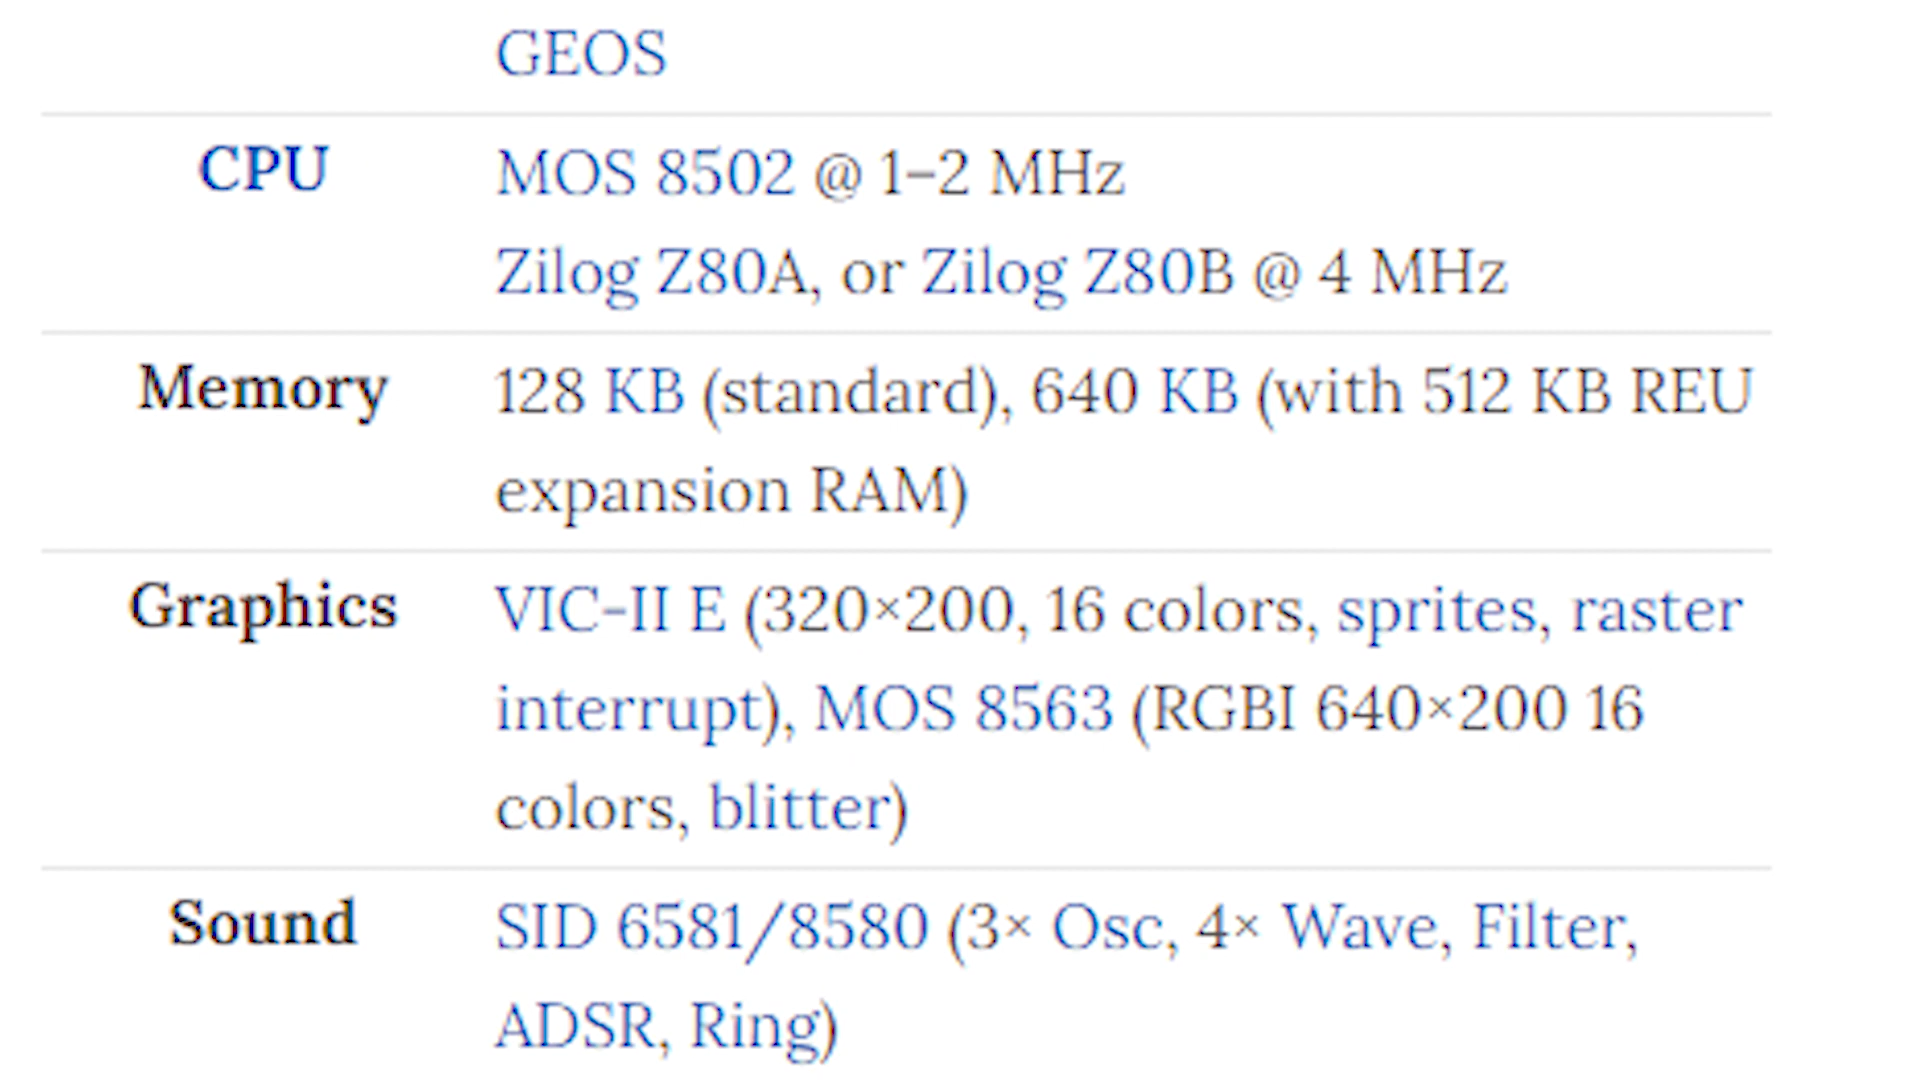 GEOS
CPU MOS 8502 @ 1–2 MHz
Zilog Z80A, or Zilog Z80B @ 4 MHz
Memory 128 KB (standard), 640 KB (with 512 KB REU
expansion RAM)
Graphics VIC-II E (320×200, 16 colors, sprites, raster
interrupt), MOS 8563 (RGBI 640×200 16
colors, blitter)
Sound SID 6581/8580 (3× Osc, 4× Wave, Filter,
ADSR, Ring)